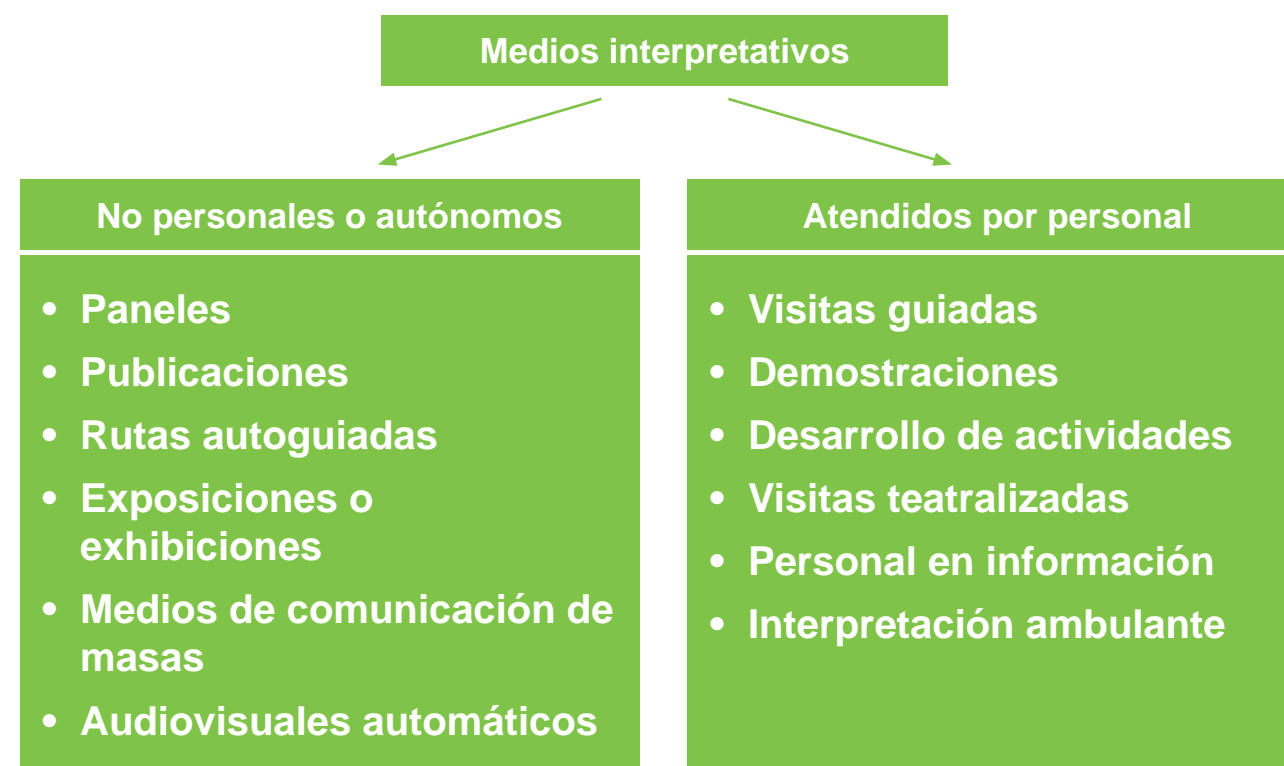 Medios interpretativos
No personales o autónomos
• Paneles
• Publicaciones
• Rutas autoguiadas
• Exposiciones o
exhibiciones
• Medios de comunicación de
masas
• Audiovisuales automáticos
Atendidos por personal
• Visitas guiadas
• Demostraciones
• Desarrollo de actividades
• Visitas teatralizadas
• Personal en información
• Interpretación ambulante